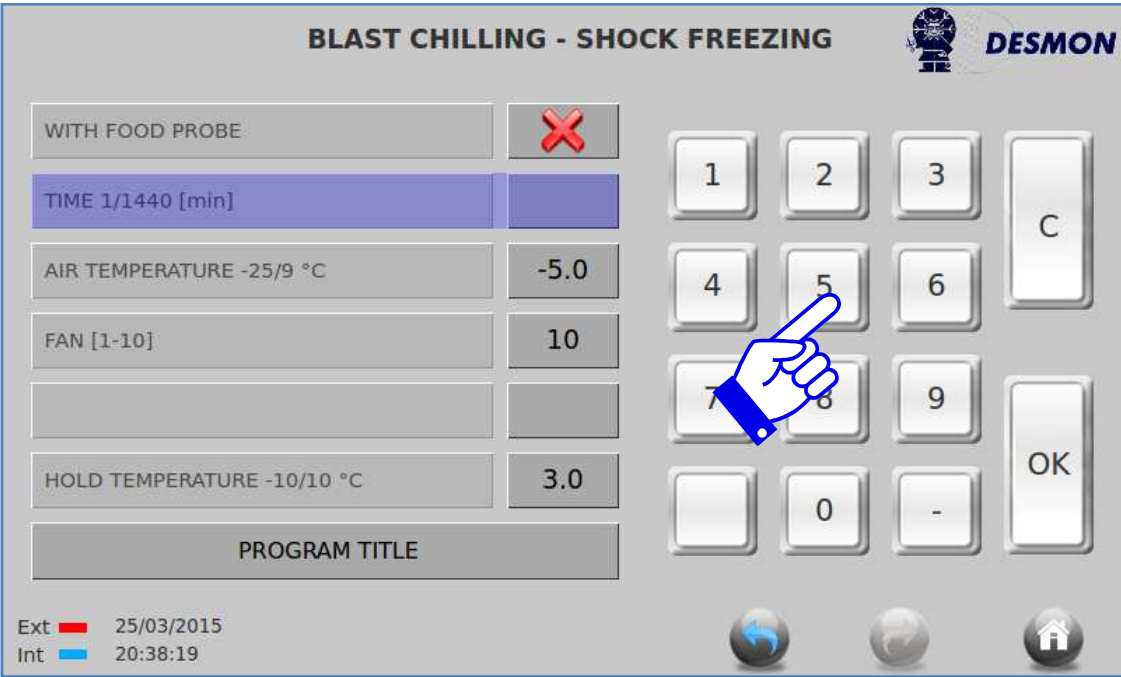 BLAST CHILLING - SHOCK FREEZING
DESMON
WITH FOOD PROBE
TIME 1/1440 [min]
AIR TEMPERATURE -25/9 °C -5.0
FAN [1-10] 10
HOLD TEMPERATURE -10/10 °C 3.0
PROGRAM TITLE
1 2 3
C
4 5 6
7 8 9
OK
0 -
Ext 25/03/2015
Int 20:38:19